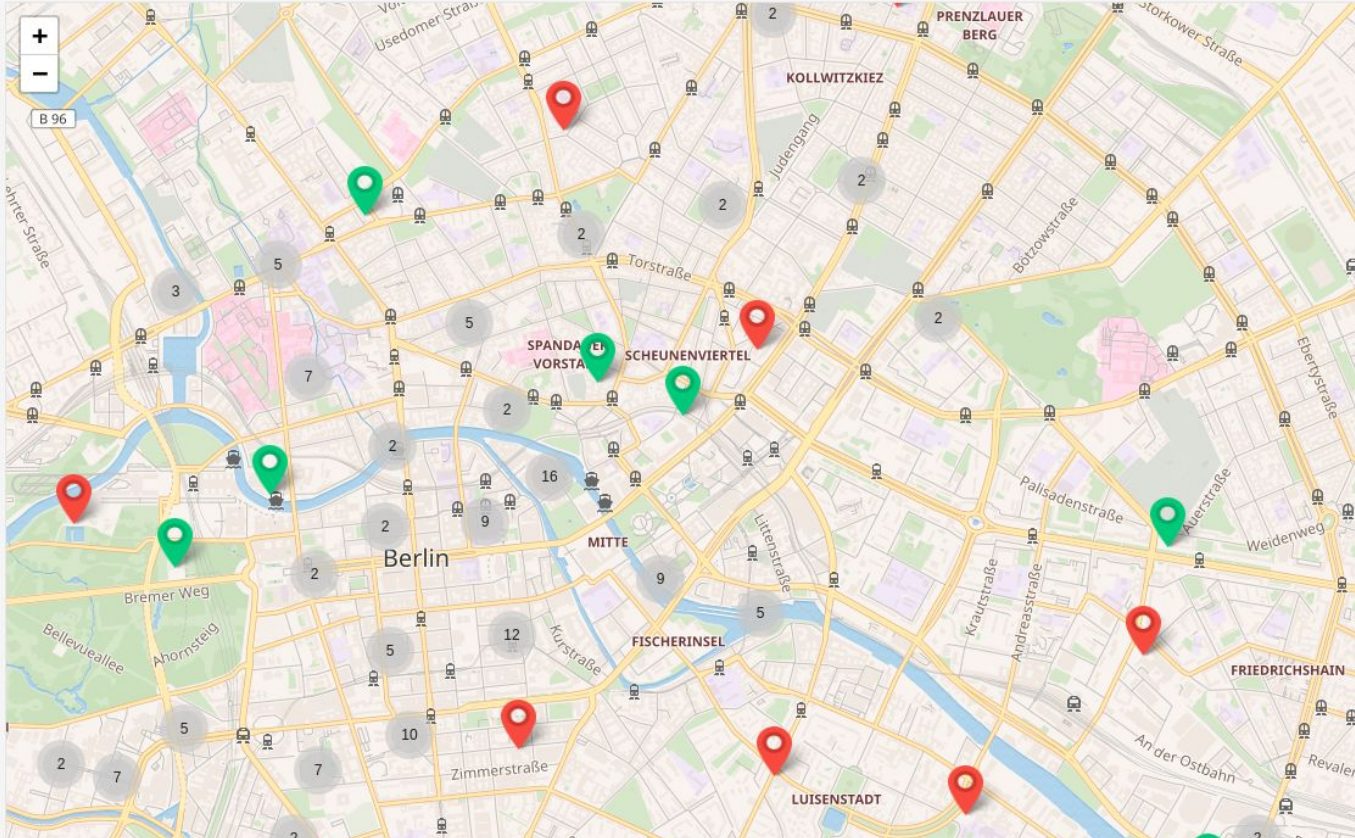 +
−
B 96
Usedomer Straße
2
PRENZLAUER
BERG
Storkower Straße
KOLLWITZKIEZ
Judengang
2
2
2
Bötzowstraße
5
Torstraße
3
5
2
SCHEUNENVIERTEL
7
Ebertystraße
2
2
16
Palisadenstraße
Auerstraße
9
2
Littenstraße
Weidenweg
MITTE
Berlin
2
9
Krautstraße
Andreasstraße
Bremer Weg
5
12
Kurstraße
FISCHERINSEL
Bellevueallee
Ahornsteig
5
FRIEDRICHSHAIN
5
10
2
7
7
Zimmerstraße
An der Ostbahn
LUISENSTADT
2
2